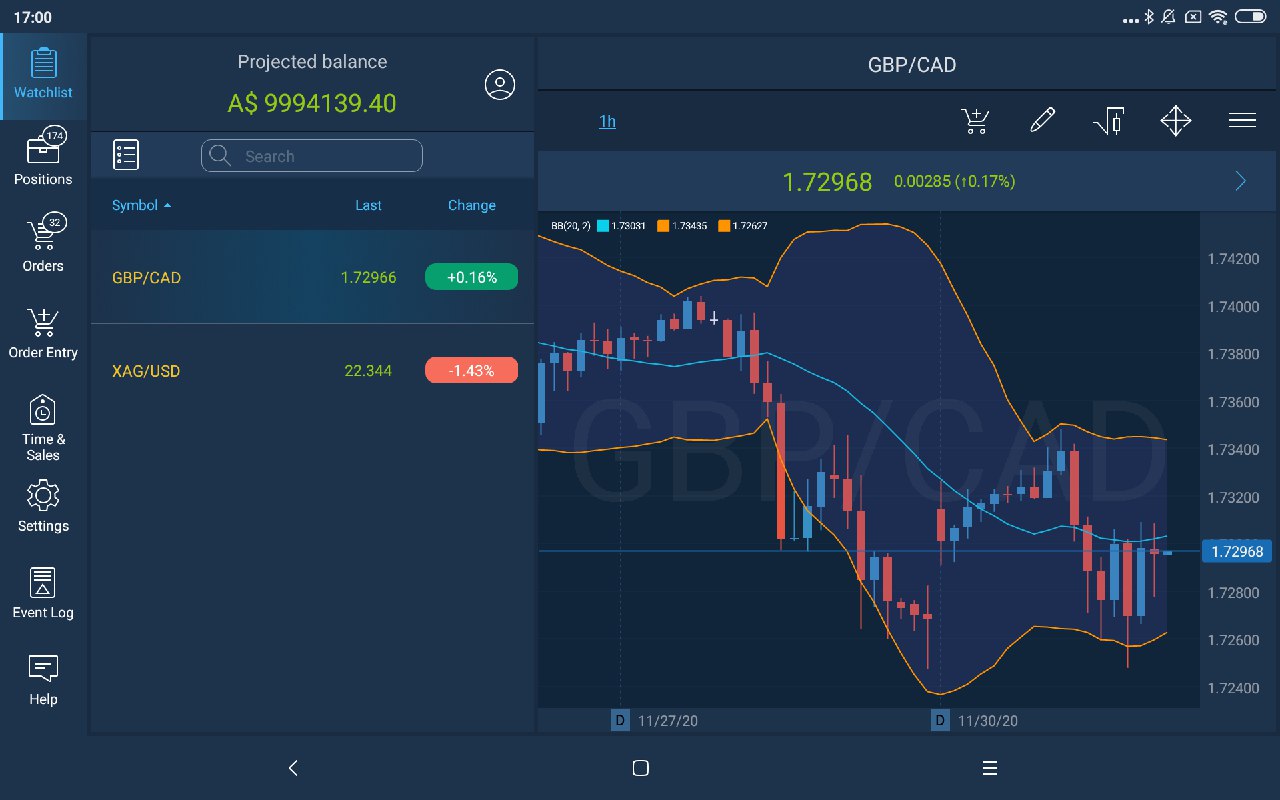 17:00
Watchlist
174
Positions
32
Orders
Order Entry
Time &
Sales
Settings
Event Log
Help
Projected balance
A$ 9994139.40
Search
Symbol Last Change
GBP/CAD 1.72966 +0.16%
XAG/USD 22.344 -1.43%
GBP/CAD
1h
1.72968 0.00285 (↑0.17%)
BB(20, 2) 1.73031 1.73435 1.72627
GBP/CAD
1.74200
1.74000
1.73800
1.73600
1.73400
1.73200
1.72968
1.72800
1.72600
1.72400
D 11/27/20 D 11/30/20